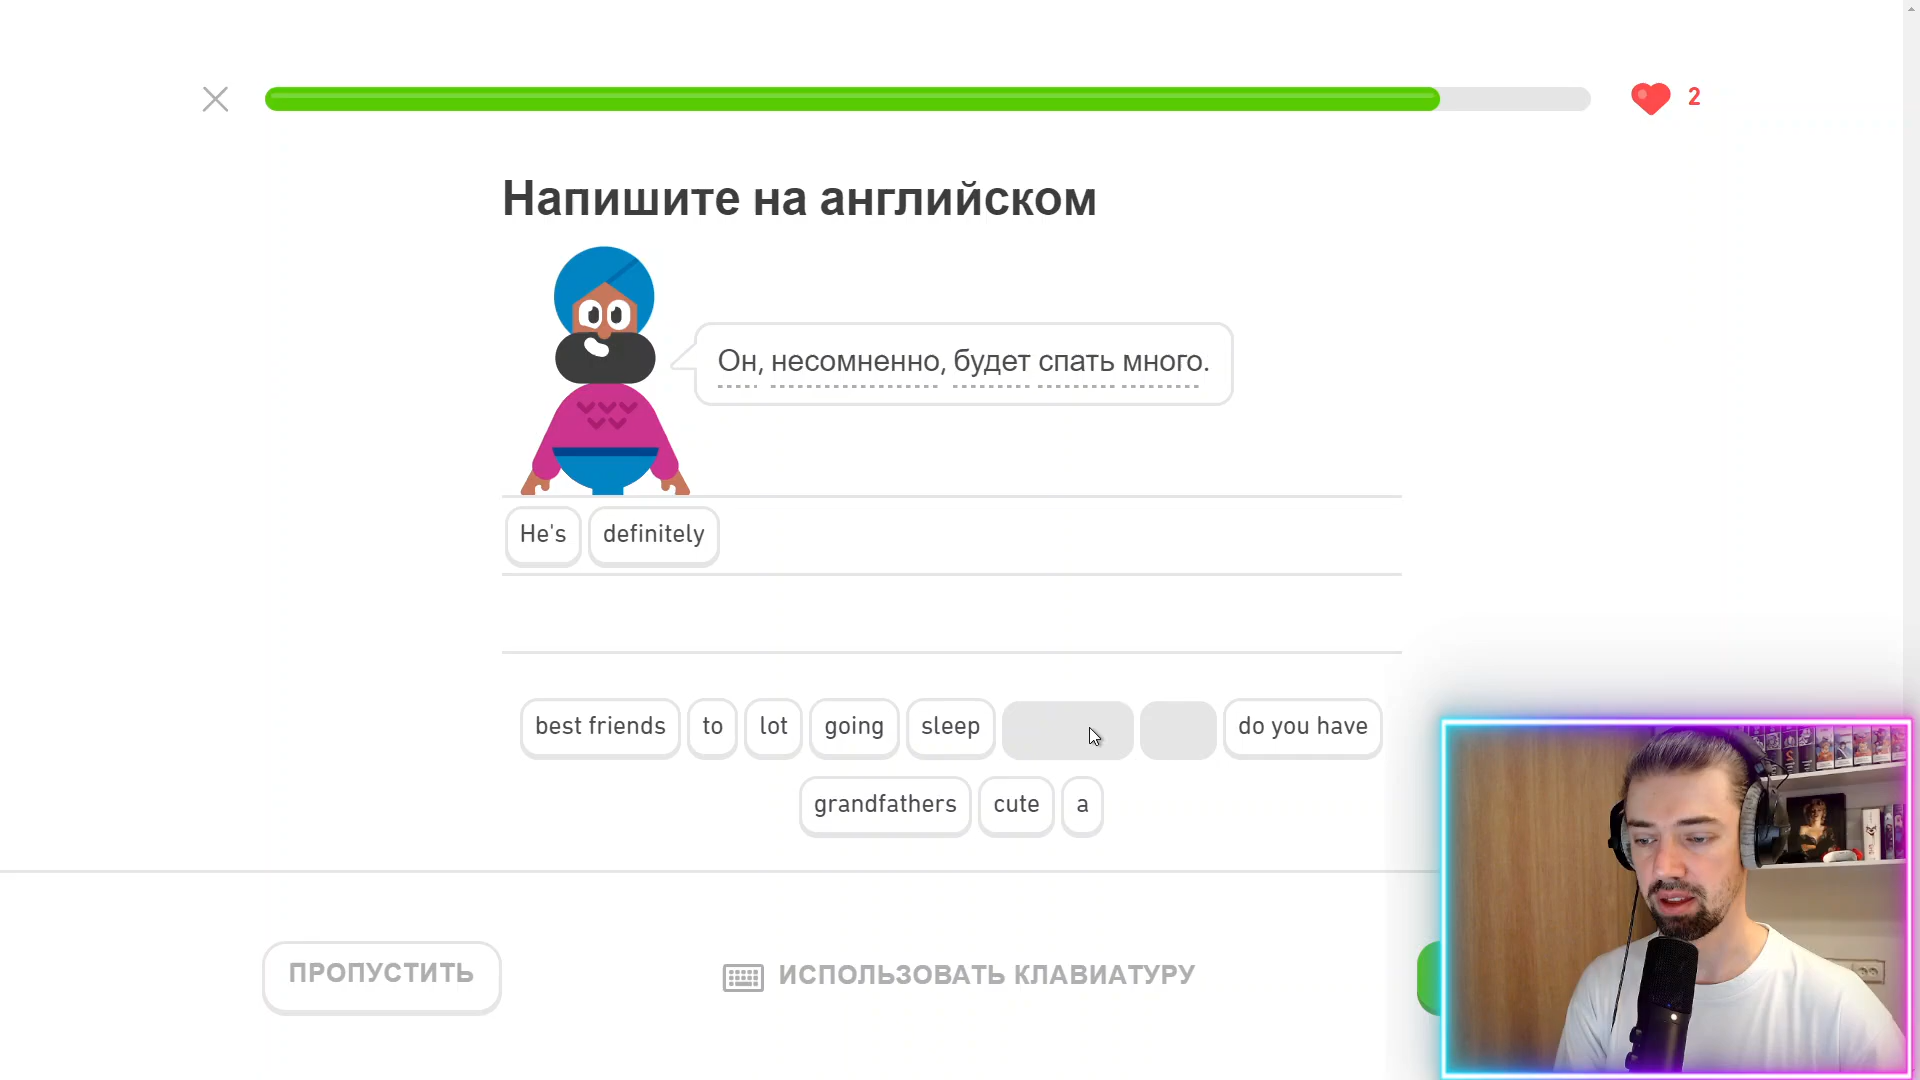 2
Напишите на английском
Он, несомненно, будет спать много.
He's definitely
best friends to lot going sleep do you have
grandfathers cute a
ПРОПУСТИТЬ
ИСПОЛЬЗОВАТЬ КЛАВИАТУРУ